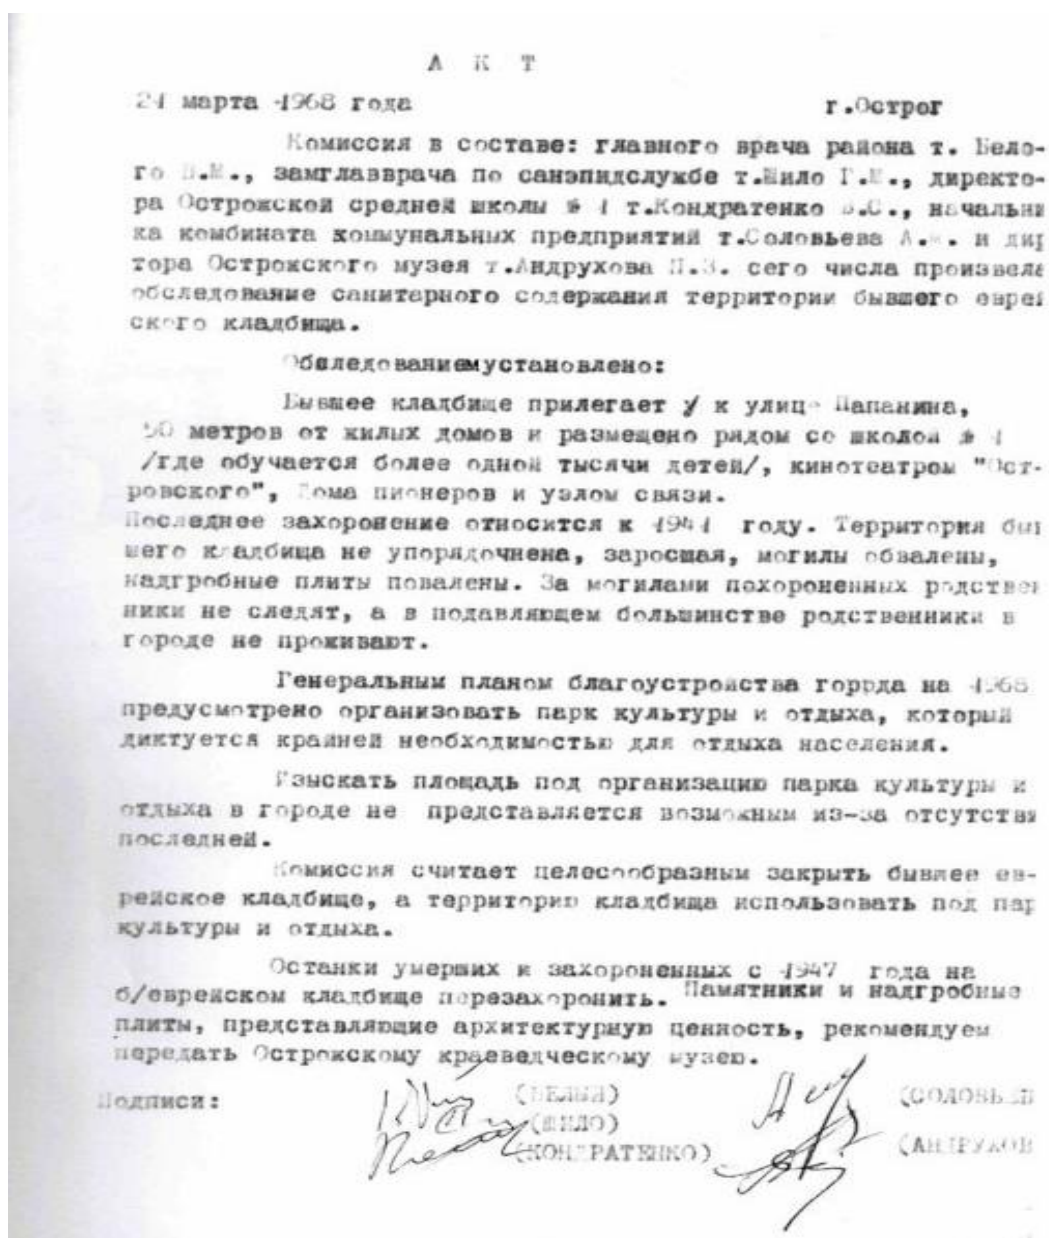 А К Т
21 марта 1968 года г.Острог
Комиссия в составе: главного врача района т. Бело-
го В.М., замглавврача по санэпидслужбе т.Шило Г.М., директо-
ра Острожской средней школы № 1 т.Кондратенко В.С., начальни
ка комбината коммунальных предприятий т.Соловьева А. и дир
тора Острожского музея т.Андрухова П.З. сего числа произвела
обследование санитарного содержания территории бывшего еврей
ского кладбища.
Обследованиемустановлено:
Бывшее кладбище прилегает у к улице Папанина,
50 метров от жилых домов и размещено рядом со школой № 1
/где обучается более одной тысячи детей/, кинотеатром "Ост-
ровского", Дома пионеров и узлом связи.
Последнее захоронение относится к 1941 году. Территория быв
шего кладбища не упорядочнена, заросшая, могилы обвалены,
надгробные плиты повалены. За могилами похороненных родствен
ники не следят, а в подавляющем большинстве родственники в
городе не проживают.
Генеральным планом благоустройства города на 1968
предусмотрено организовать парк культуры и отдыха, который
диктуется крайней необходимостью для отдыха населения.
Изыскать площадь под организацию парка культуры и
отдыха в городе не представляется возможным из-за отсутстви
последней.
Комиссия считает целесообразным закрыть бывшее ев-
рейское кладбище, а территорию кладбища использовать под пар
культуры и отдыха.
Останки умерших и захороненных с 1947 года на
б/еврейском кладбище перезахоронить. Памятники и надгробные
плиты, представляющие архитектурную ценность, рекомендуем
передать Острожскому краеведческому музею.
Подписи: (БЕЛЫЙ) (СОЛОВЬЕВ
(ШИЛО)
(КОНДРАТЕНКО) (АНДРУХОВ